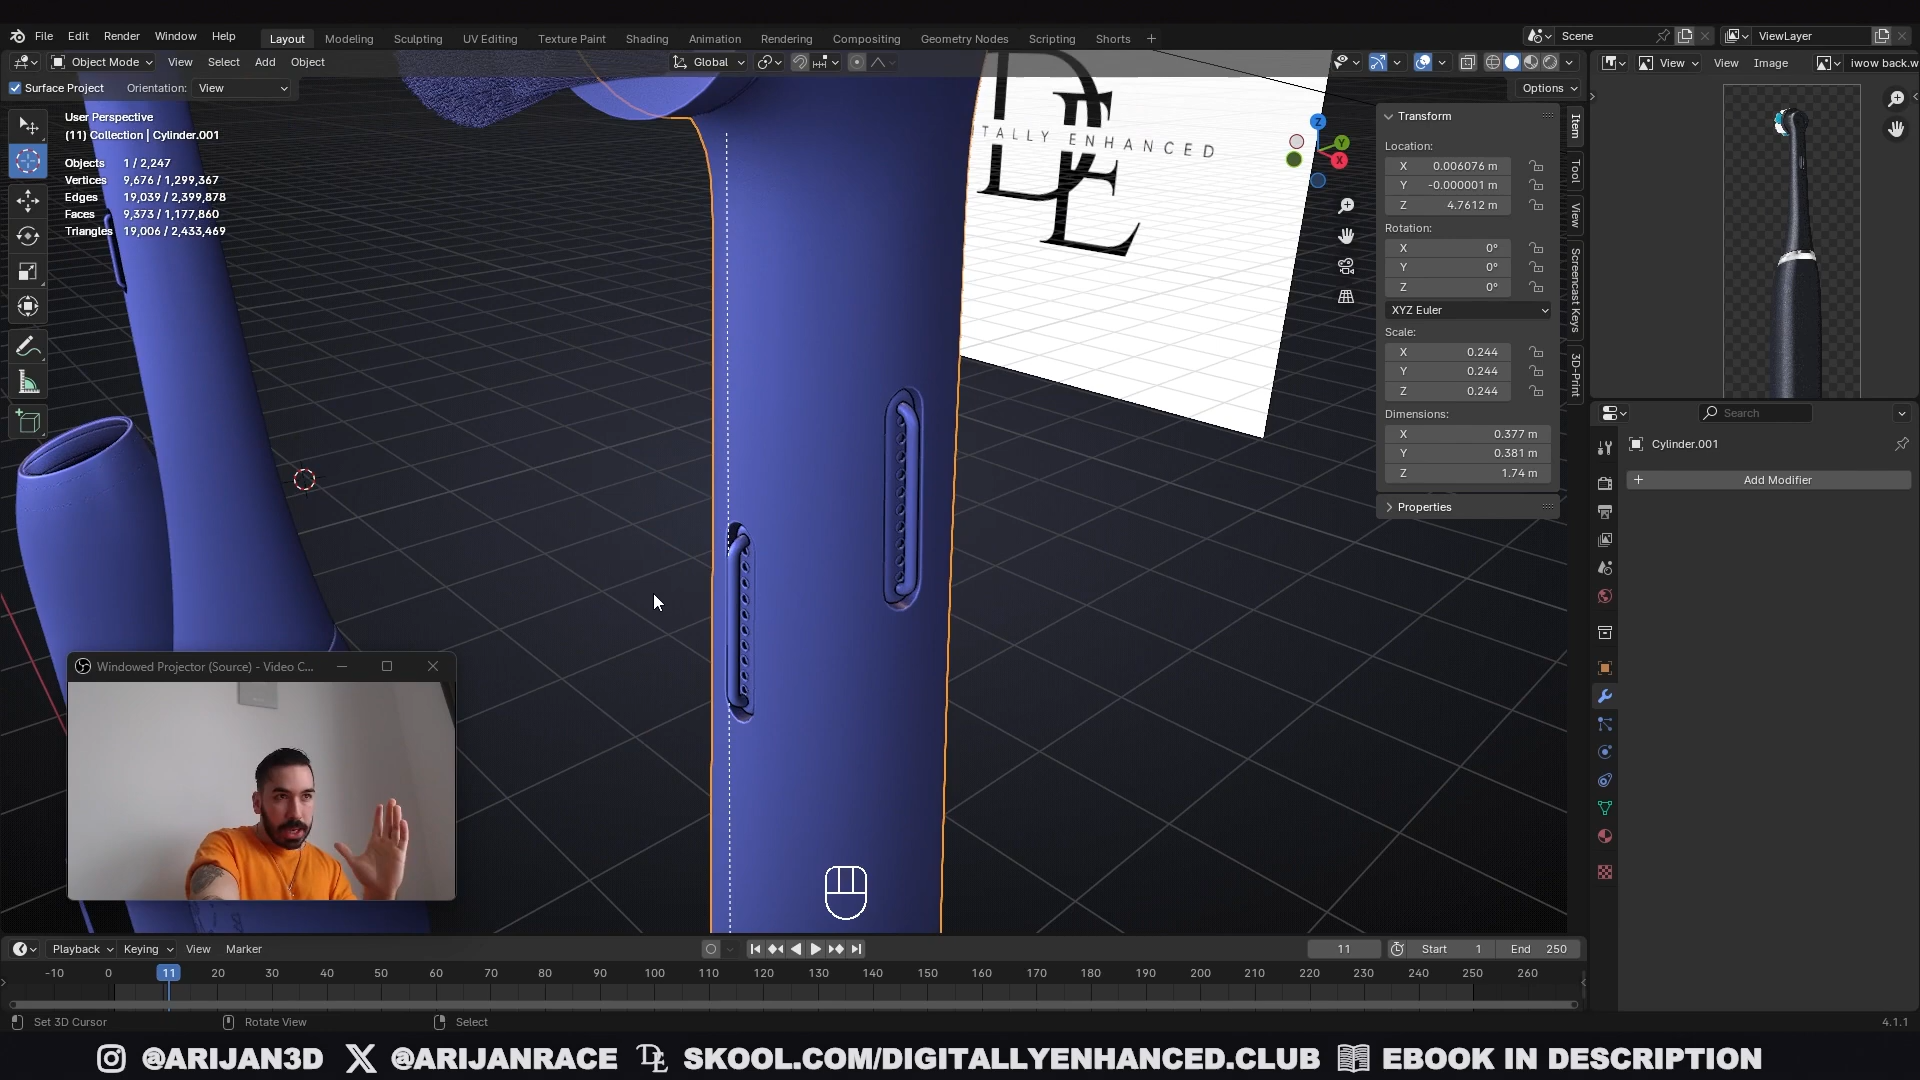 File Edit Render Window Help Layout Modeling Sculpting UV Editing Texture Paint Shading Animation Rendering Compositing Geometry Nodes Scripting Shorts + Scene ViewLayer
Object Mode View Select Add Object Global View View Image iwow back.w
Surface Project Orientation: View Options
User Perspective
(11) Collection | Cylinder.001
Objects 1 / 2,247
Vertices 9,676 / 1,299,367
Edges 19,039 / 2,399,878
Faces 9,373 / 1,177,860
Triangles 19,006 / 2,433,469
ITALLY ENHANCED
Z
Y
X
Transform
Location:
X 0.006076 m
Y -0.000001 m
Z 4.7612 m
Rotation:
X 0°
Y 0°
Z 0°
XYZ Euler
Scale:
X 0.244
Y 0.244
Z 0.244
Dimensions:
X 0.377 m
Y 0.381 m
Z 1.74 m
Properties
Item
Tool
View
Screencast Keys
3D-Print
Search
Cylinder.001
+ Add Modifier
Windowed Projector (Source) - Video C...
Playback Keying View Marker 11 Start 1 End 250
-10 0 11 20 30 40 50 60 70 80 90 100 110 120 130 140 150 160 170 180 190 200 210 220 230 240 250 260
Set 3D Cursor Rotate View Select 4.1.1
@ARIJAN3D @ARIJANRACE DE SKOOL.COM/DIGITALLYENHANCED.CLUB EBOOK IN DESCRIPTION